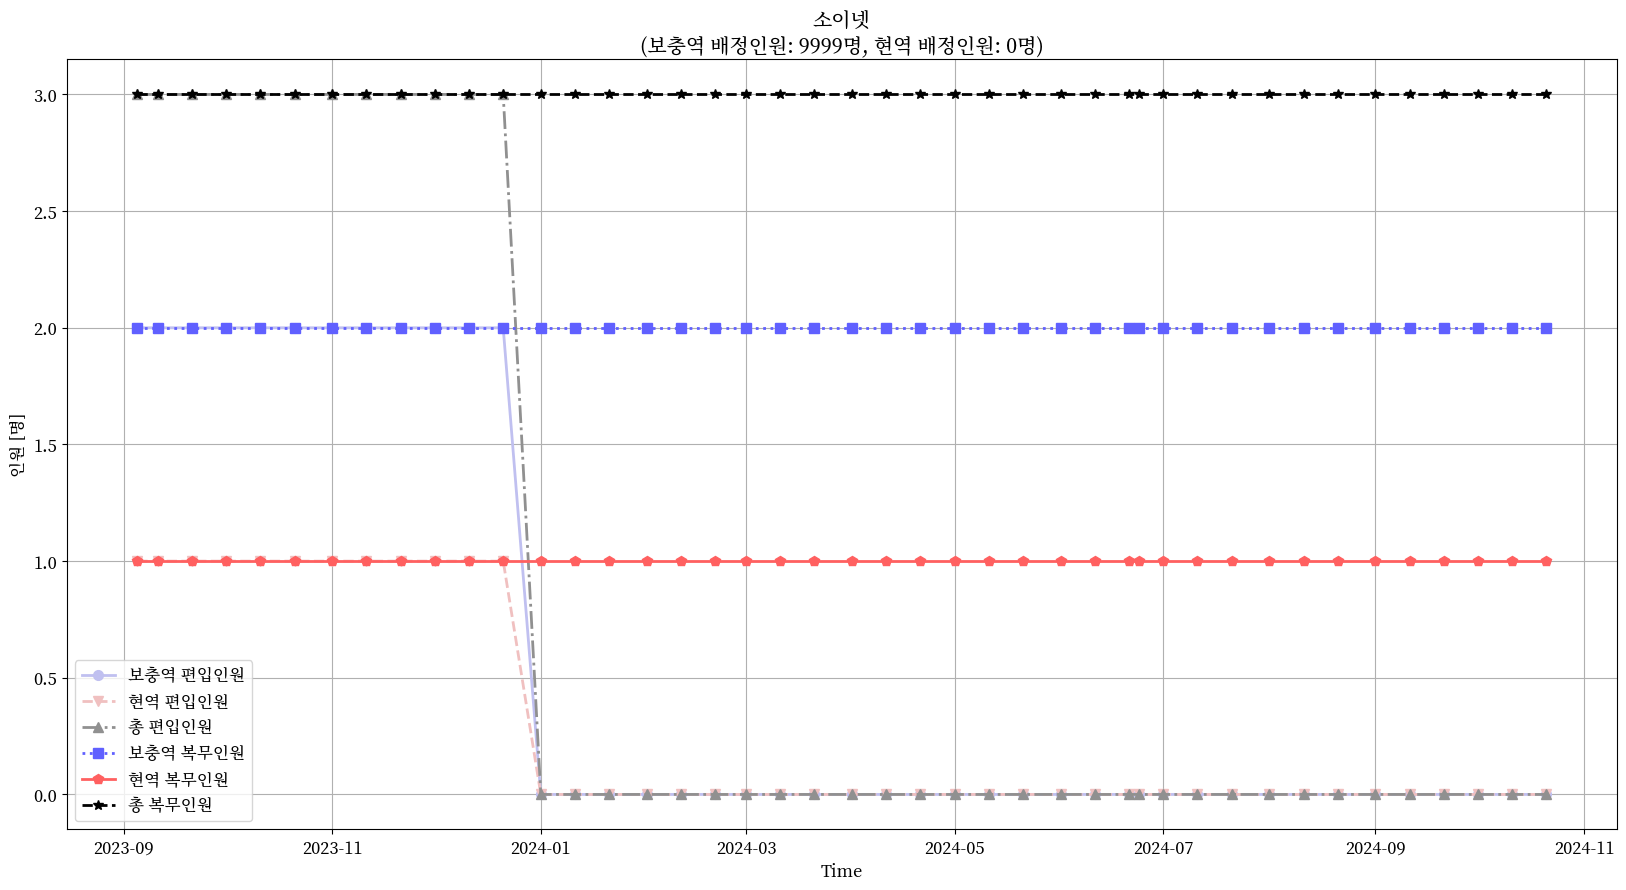 소이넷
(보충역 배정인원: 9999명, 현역 배정인원: 0명)
3.0
2.5
2.0
1.5
1.0
0.5
0.0
인원 [명]
보충역 편입인원
현역 편입인원
총 편입인원
보충역 복무인원
현역 복무인원
총 복무인원
2023-09 2023-11 2024-01 2024-03 2024-05 2024-07 2024-09 2024-11
Time